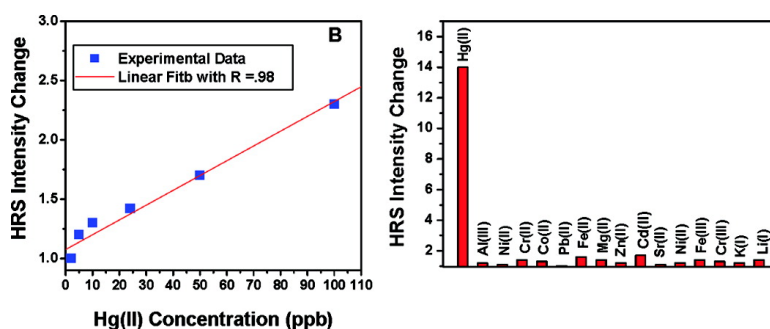 B
Experimental Data
Linear Fitb with R =.98
HRS Intensity Change
3.0
2.5
2.0
1.5
1.0
0 10 20 30 40 50 60 70 80 90 100 110
Hg(II) Concentration (ppb)
HRS Intensity Change
16
14
12
10
8
6
4
2
Hg(II)
Al(III)
Ni(II)
Cr(II)
Co(II)
Pb(II)
Fe(II)
Mg(II)
Zn(II)
Cd(II)
Sr(II)
Ni(II)
Fe(III)
Cr(III)
K(I)
Li(I)